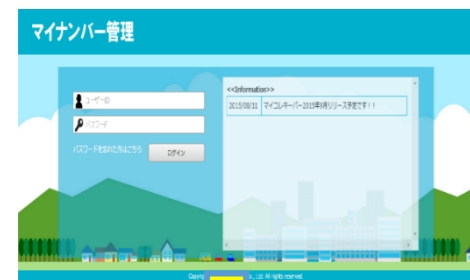 マイナンバー管理
ユーザーID
パスワード
パスワードを忘れた方はこちら
ログイン
<<Information>>
2015/08/11 マイコレキーパー2015年9月リリース予定です！！
Copyrig
., Ltd. All rights reserved.